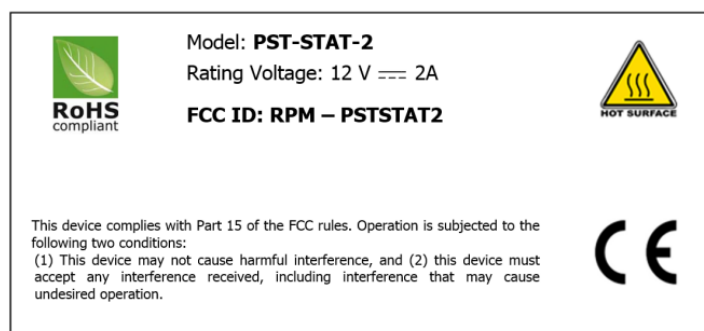 Model: PST-STAT-2
Rating Voltage: 12 V ⎓ 2A
FCC ID: RPM – PSTSTAT2
RoHS
compliant
HOT SURFACE
This device complies with Part 15 of the FCC rules. Operation is subjected to the
following two conditions:
(1) This device may not cause harmful interference, and (2) this device must
accept any interference received, including interference that may cause
undesired operation.
CE